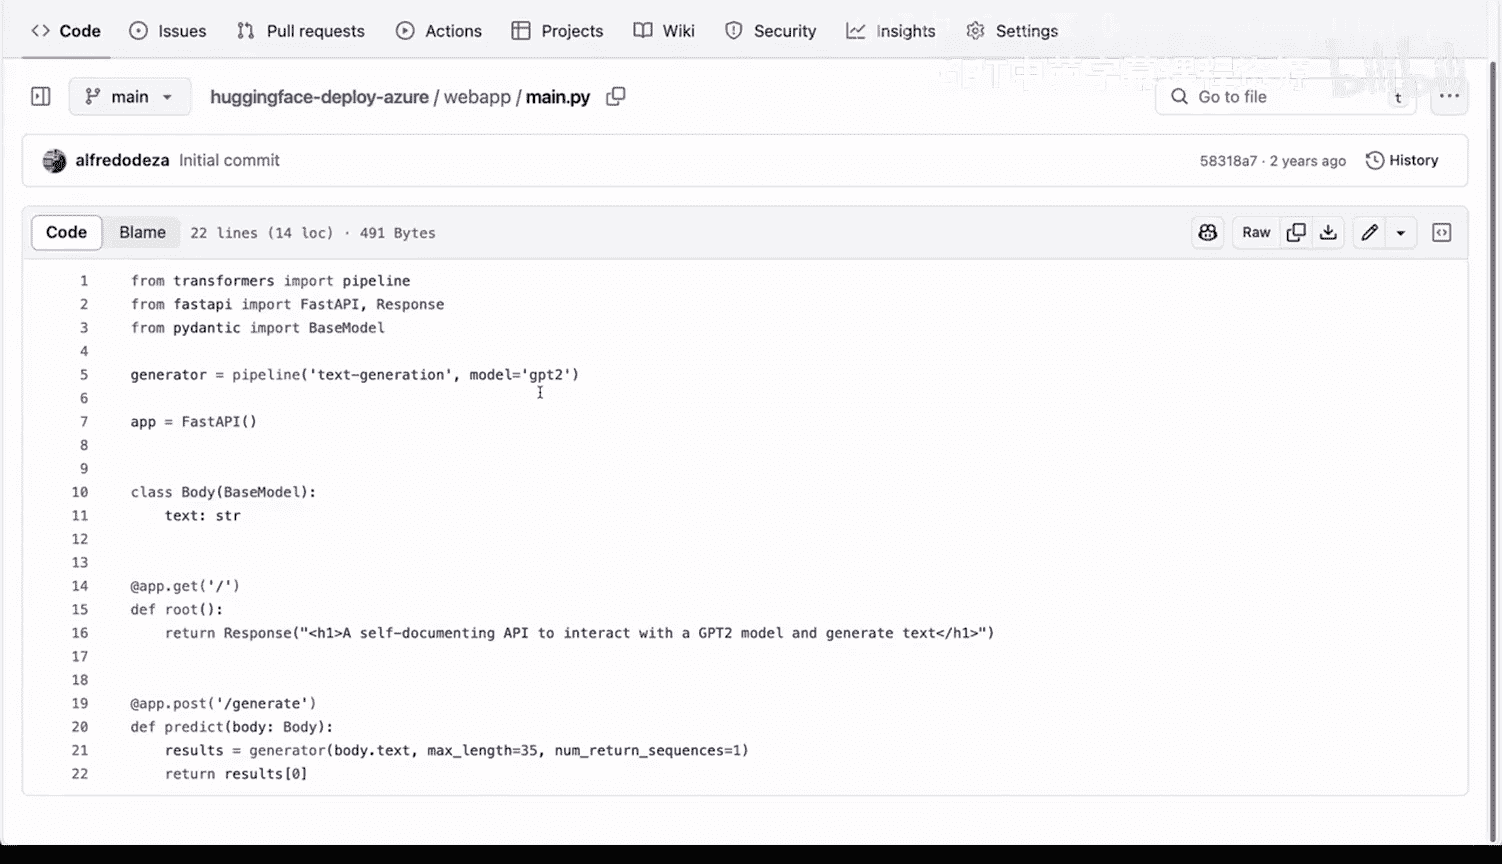 Code Issues Pull requests Actions Projects Wiki Security Insights Settings
main huggingface-deploy-azure / webapp / main.py Go to file t
alfredodeza Initial commit 58318a7 · 2 years ago History
Code Blame 22 lines (14 loc) · 491 Bytes Raw
1 from transformers import pipeline
2 from fastapi import FastAPI, Response
3 from pydantic import BaseModel
4
5 generator = pipeline('text-generation', model='gpt2')
6
7 app = FastAPI()
8
9
10 class Body(BaseModel):
11     text: str
12
13
14 @app.get('/')
15 def root():
16     return Response("<h1>A self-documenting API to interact with a GPT2 model and generate text</h1>")
17
18
19 @app.post('/generate')
20 def predict(body: Body):
21     results = generator(body.text, max_length=35, num_return_sequences=1)
22     return results[0]